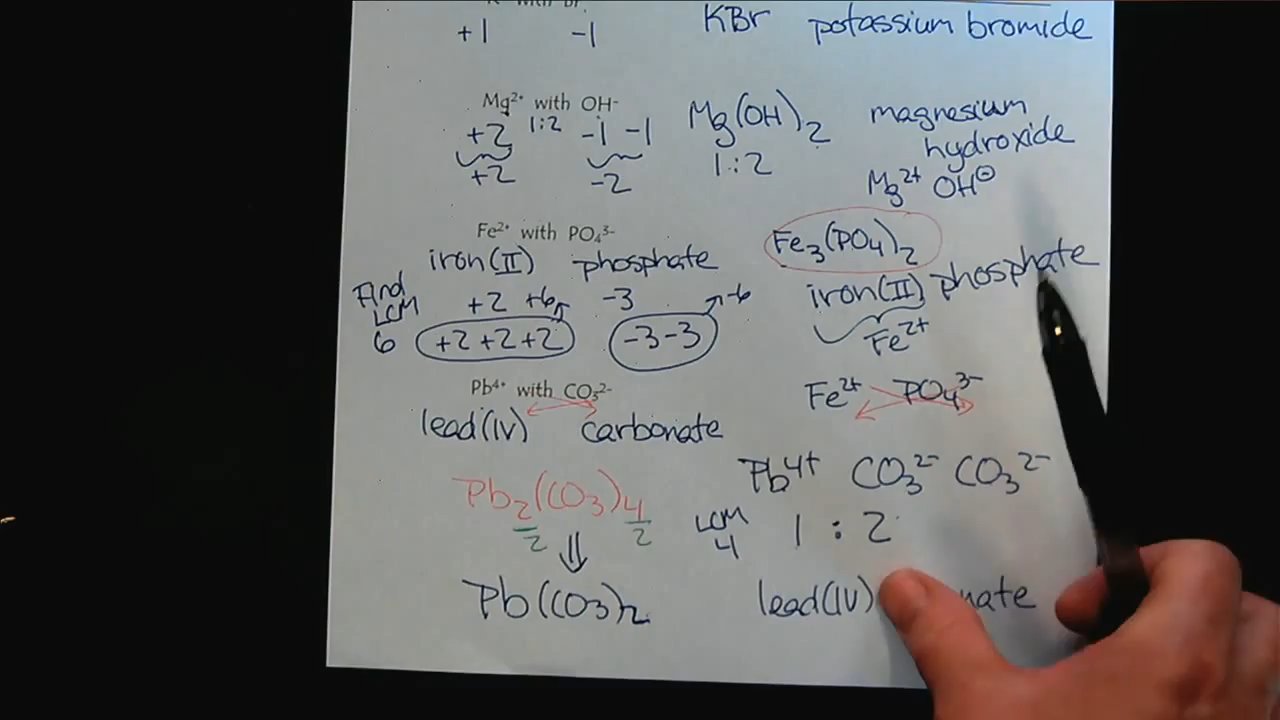 with Br
+1 -1 KBr potassium bromide
Mg²⁺ with OH-
+2 1:2 -1 -1 Mg(OH)₂ magnesium
hydroxide
+2 -2 1:2
Mg²⁺ OH⊖
Fe²⁺ with PO₄³⁻ Fe₃(PO₄)₂
iron(II) phosphate
iron(II) phosphate
Find
LCM
6
+2 +6 -3 -6
+2+2+2 -3-3
Fe²⁺
Pb⁴⁺ with CO₃²⁻ Fe²⁺ PO₄³⁻
lead(IV) carbonate
Pb⁴⁺ CO₃²⁻ CO₃²⁻
Pb₂(CO₃)₄
2 2
LCM
4
1 : 2
⇓
Pb(CO₃)₂ lead(IV)